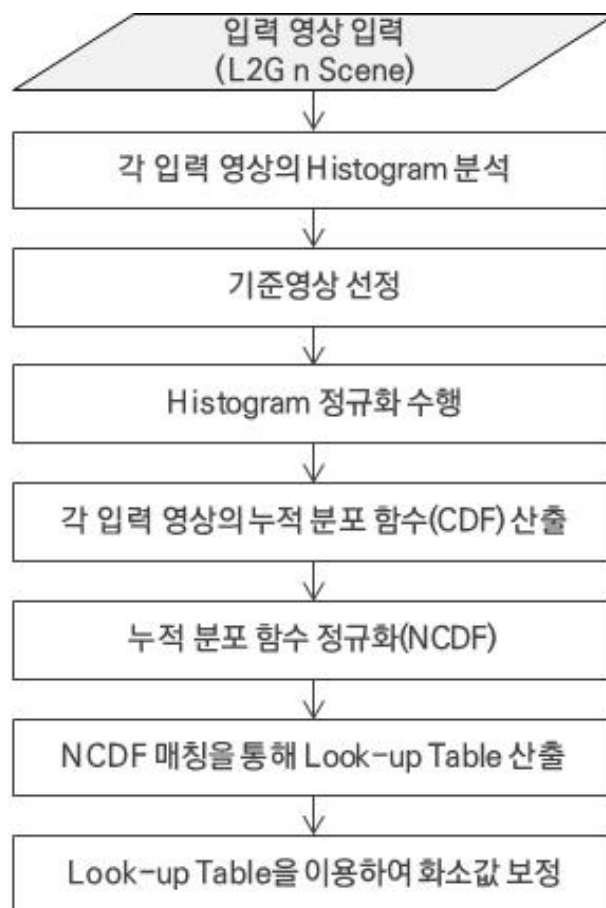 입력 영상 입력
(L2G n Scene)
각 입력 영상의 Histogram 분석
기준영상 선정
Histogram 정규화 수행
각 입력 영상의 누적 분포 함수(CDF) 산출
누적 분포 함수 정규화(NCDF)
NCDF 매칭을 통해 Look-up Table 산출
Look-up Table을 이용하여 화소값 보정